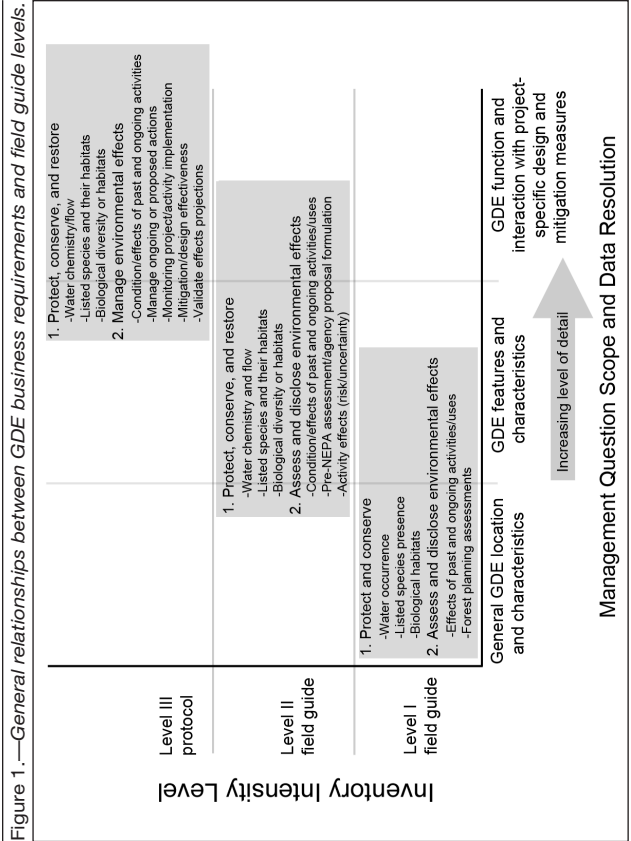 Figure 1.—General relationships between GDE business requirements and field guide levels.
Inventory Intensity Level
Level III
protocol
1. Protect, conserve, and restore
-Water chemistry/flow
-Listed species and their habitats
-Biological diversity or habitats
2. Manage environmental effects
-Condition/effects of past and ongoing activities
-Manage ongoing or proposed actions
-Monitoring project/activity implementation
-Mitigation/design effectiveness
-Validate effects projections
Level II
field guide
1. Protect, conserve, and restore
-Water chemistry and flow
-Listed species and their habitats
-Biological diversity or habitats
2. Assess and disclose environmental effects
-Condition/effects of past and ongoing activities/uses
-Pre-NEPA assessment/agency proposal formulation
-Activity effects (risk/uncertainty)
Level I
field guide
1. Protect and conserve
-Water occurrence
-Listed species presence
-Biological habitats
2. Assess and disclose environmental effects
-Effects of past and ongoing activities/uses
-Forest planning assessments
General GDE location
and characteristics
GDE features and
characteristics
GDE function and
interaction with project-
specific design and
mitigation measures
Increasing level of detail
Management Question Scope and Data Resolution